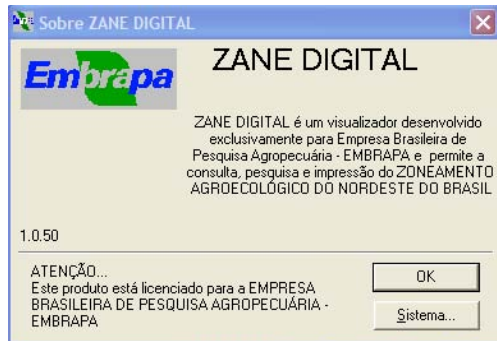 Sobre ZANE DIGITAL
Embrapa
ZANE DIGITAL
ZANE DIGITAL é um visualizador desenvolvido
exclusivamente para Empresa Brasileira de
Pesquisa Agropecuária - EMBRAPA e permite a
consulta, pesquisa e impressão do ZONEAMENTO
AGROECOLÓGICO DO NORDESTE DO BRASIL
1.0.50
ATENÇÃO...
Este produto está licenciado para a EMPRESA
BRASILEIRA DE PESQUISA AGROPECUÁRIA -
EMBRAPA
OK
Sistema...